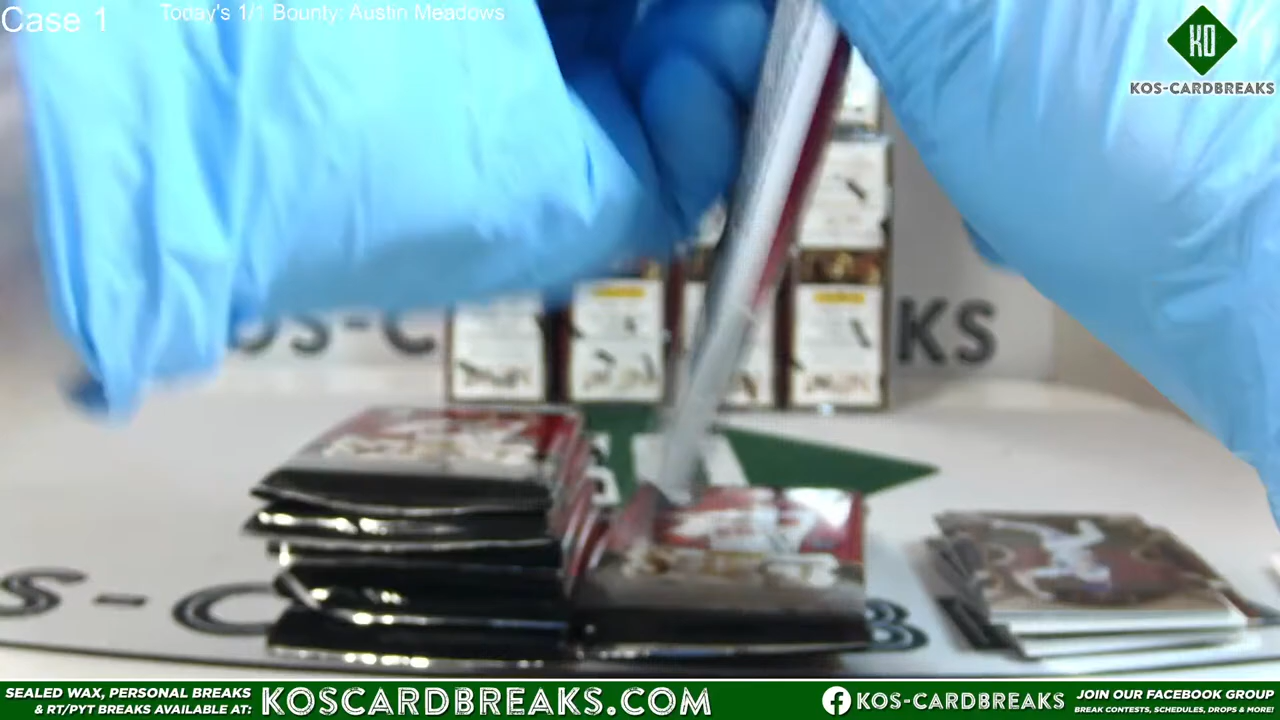 Case 1
Today's 1/1 Bounty: Austin Meadows
KO
KOS-CARDBREAKS
KS
SEALED WAX, PERSONAL BREAKS
& RT/PYT BREAKS AVAILABLE AT:
KOSCARDBREAKS.COM
KOS-CARDBREAKS
JOIN OUR FACEBOOK GROUP
BREAK CONTESTS, SCHEDULES, DROPS & MORE!